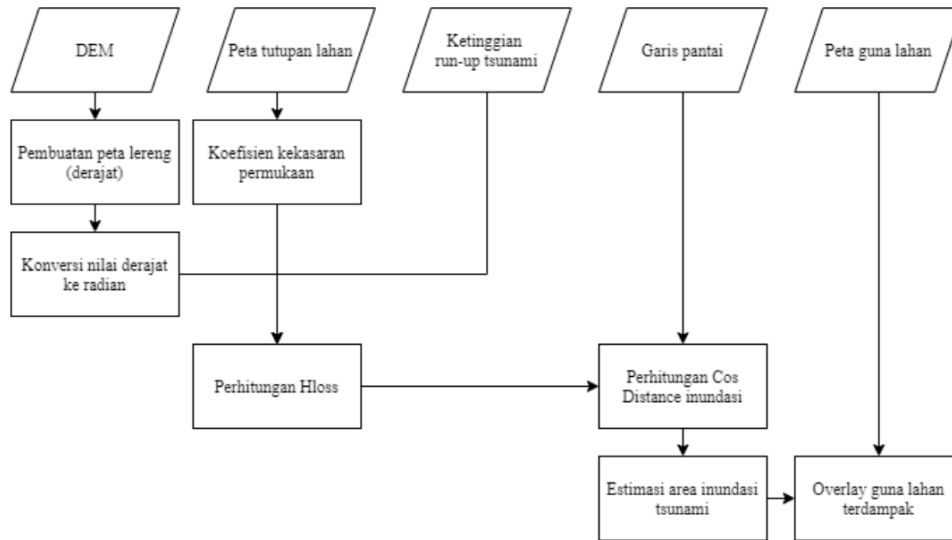 DEM
Peta tutupan lahan
Ketinggian
run-up tsunami
Garis pantai
Peta guna lahan
Pembuatan peta lereng
(derajat)
Koefisien kekasaran
permukaan
Konversi nilai derajat
ke radian
Perhitungan Hloss
Perhitungan Cos
Distance inundasi
Estimasi area inundasi
tsunami
Overlay guna lahan
terdampak